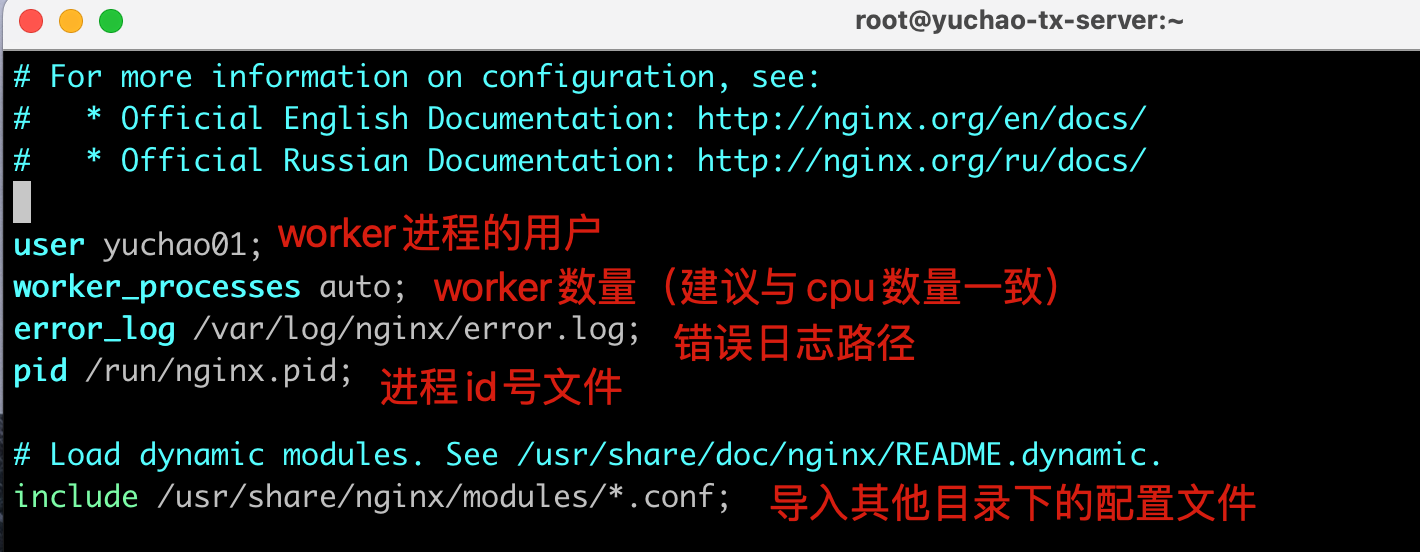 root@yuchao-tx-server:~
# For more information on configuration, see:
#   * Official English Documentation: http://nginx.org/en/docs/
#   * Official Russian Documentation: http://nginx.org/ru/docs/
user yuchao01; worker进程的用户
worker_processes auto; worker数量（建议与cpu数量一致）
error_log /var/log/nginx/error.log; 错误日志路径
pid /run/nginx.pid; 进程id号文件
# Load dynamic modules. See /usr/share/doc/nginx/README.dynamic.
include /usr/share/nginx/modules/*.conf; 导入其他目录下的配置文件